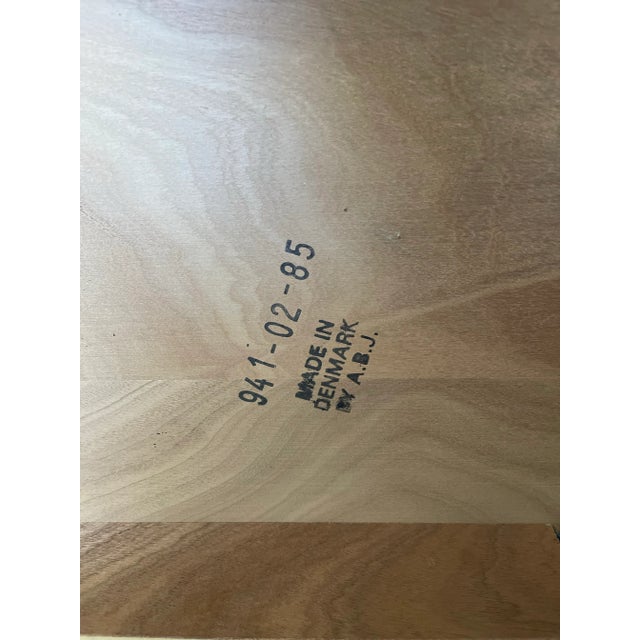 941-02-85
MADE IN
DENMARK
BY A.B.J.